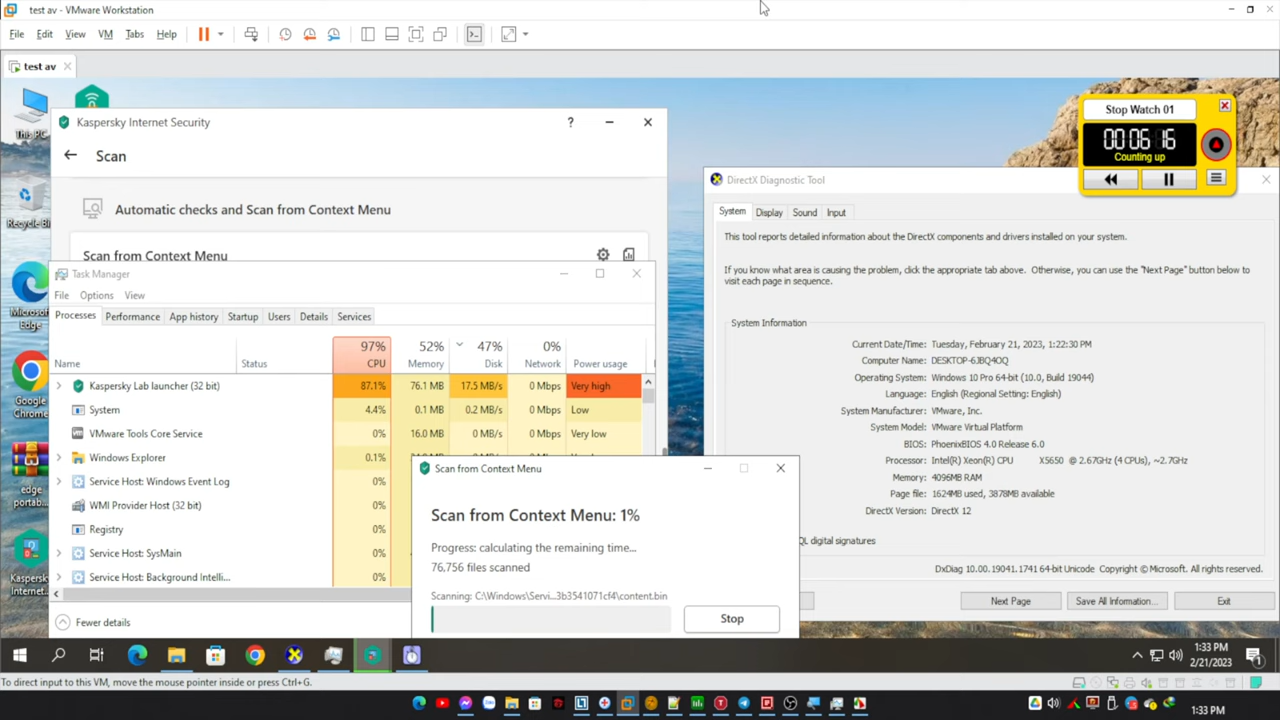 test av - VMware Workstation
File Edit View VM Tabs Help
test av
This PC
Recycle Bin
Microsoft
Edge
Google
Chrome
edge
portab...
Kaspersky
Internet...
Kaspersky Internet Security
?
Scan
Automatic checks and Scan from Context Menu
Scan from Context Menu
Task Manager
File Options View
Processes Performance App history Startup Users Details Services
97% 52% 47% 0%
Name Status CPU Memory Disk Network Power usage
Kaspersky Lab launcher (32 bit) 87.1% 76.1 MB 17.5 MB/s 0 Mbps Very high
System 4.4% 0.1 MB 0.2 MB/s 0 Mbps Low
VMware Tools Core Service 0% 16.0 MB 0 MB/s 0 Mbps Very low
Windows Explorer 0.1%
Service Host: Windows Event Log 0%
WMI Provider Host (32 bit) 0%
Registry 0%
Service Host: SysMain 0%
Service Host: Background Intelli... 0%
Fewer details
Scan from Context Menu
Scan from Context Menu: 1%
Progress: calculating the remaining time...
76,756 files scanned
Scanning: C:\Windows\Servi...3b3541071cf4\content.bin
Stop
Stop Watch 01
00 06 16
Counting up
DirectX Diagnostic Tool
System Display Sound Input
This tool reports detailed information about the DirectX components and drivers installed on your system.
If you know what area is causing the problem, click the appropriate tab above. Otherwise, you can use the "Next Page" button below to
visit each page in sequence.
System Information
Current Date/Time: Tuesday, February 21, 2023, 1:22:30 PM
Computer Name: DESKTOP-6JBQ4OQ
Operating System: Windows 10 Pro 64-bit (10.0, Build 19044)
Language: English (Regional Setting: English)
System Manufacturer: VMware, Inc.
System Model: VMware Virtual Platform
BIOS: PhoenixBIOS 4.0 Release 6.0
Processor: Intel(R) Xeon(R) CPU X5650 @ 2.67GHz (4 CPUs), ~2.7GHz
Memory: 4096MB RAM
Page file: 1624MB used, 3878MB available
DirectX Version: DirectX 12
QL digital signatures
DxDiag 10.00.19041.1741 64-bit Unicode Copyright © Microsoft. All rights reserved.
Next Page Save All Information... Exit
1:33 PM
2/21/2023
1
To direct input to this VM, move the mouse pointer inside or press Ctrl+G.
1:33 PM